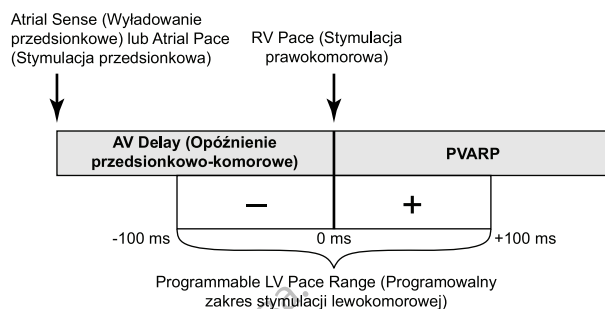 Atrial Sense (Wyładowanie
przedsionkowe) lub Atrial Pace
(Stymulacja przedsionkowa)
RV Pace (Stymulacja
prawokomorowa)
AV Delay (Opóźnienie
przedsionkowo-komorowe)
PVARP
– +
-100 ms 0 ms +100 ms
Programmable LV Pace Range (Programowalny
zakres stymulacji lewokomorowej)